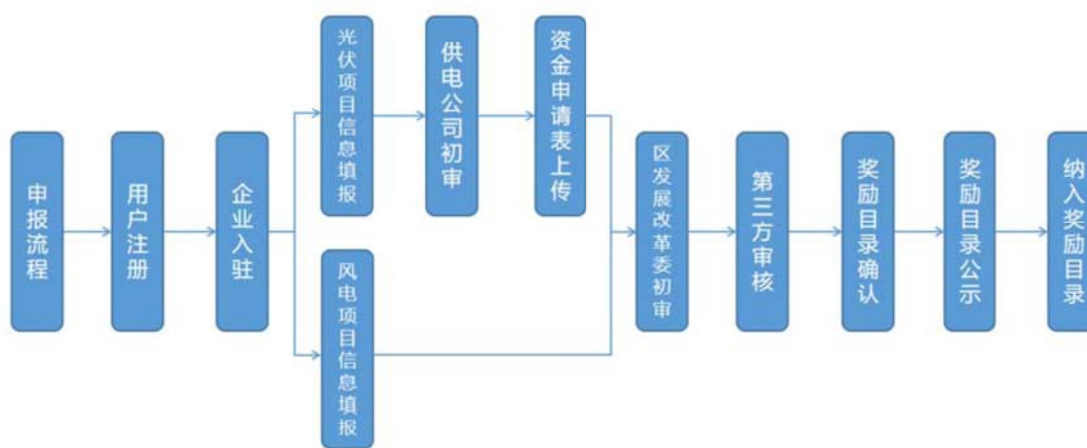 申报流程
用户注册
企业入驻
光伏项目信息填报
供电公司初审
资金申请表上传
风电项目信息填报
区发展改革委初审
第三方审核
奖励目录确认
奖励目录公示
纳入奖励目录